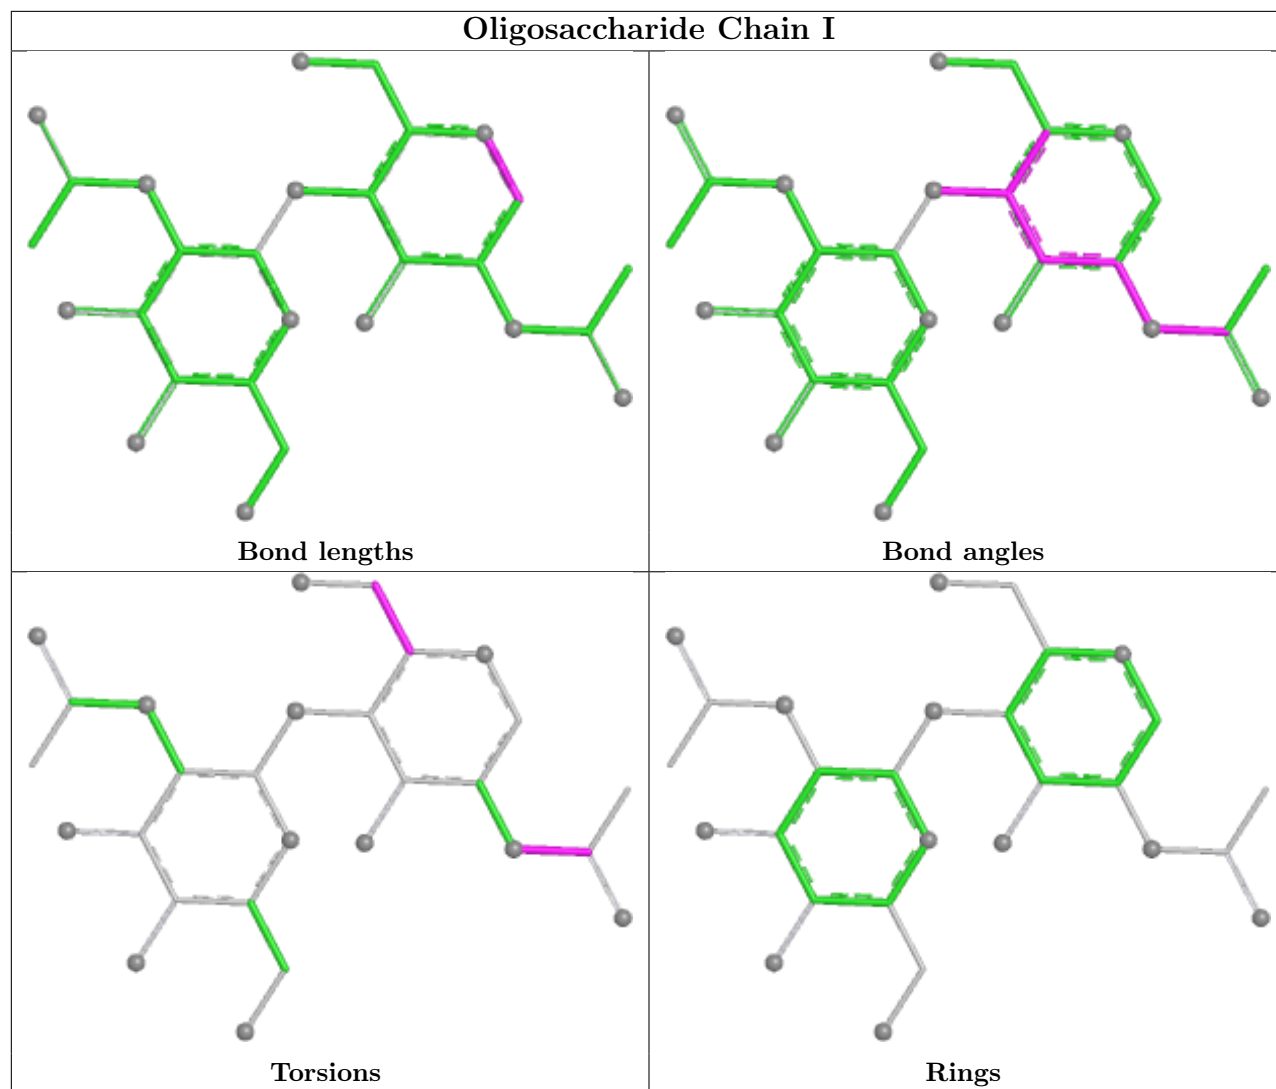 Oligosaccharide Chain I
Bond lengths
Bond angles
Torsions
Rings